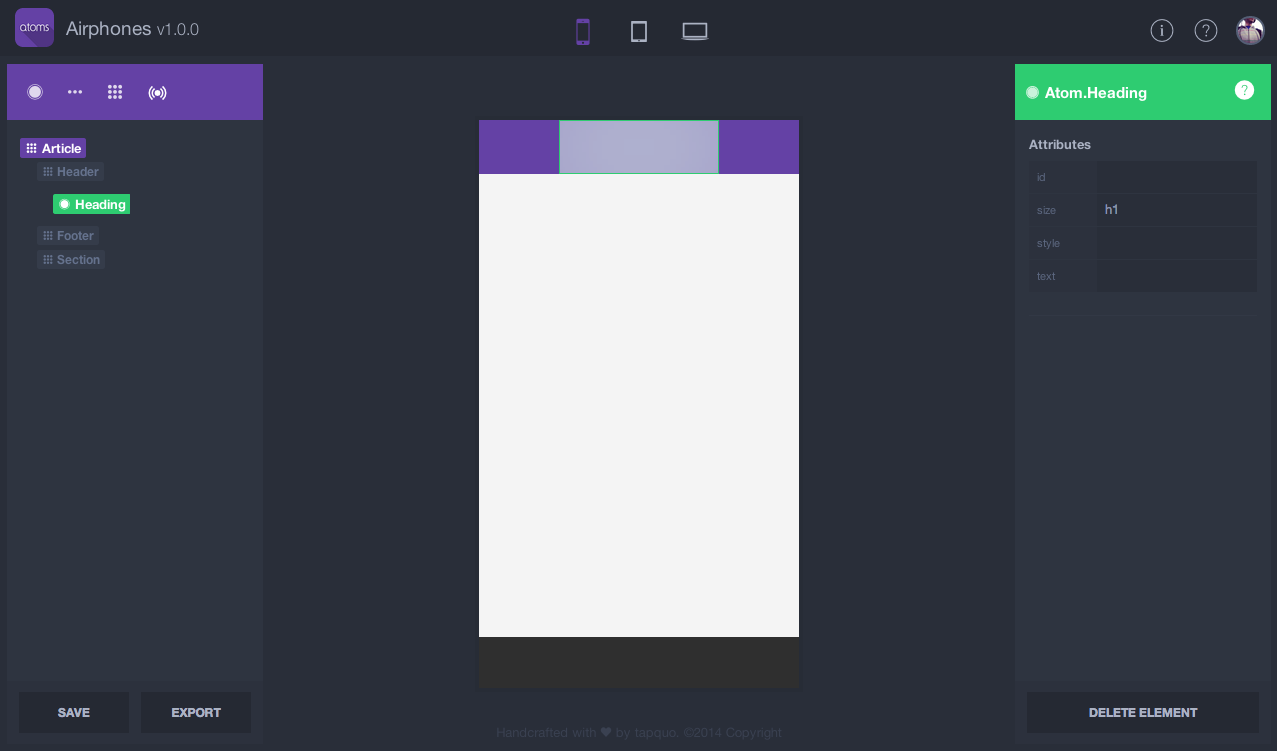 atoms
Airphones v1.0.0
i
?
Article
Header
Heading
Footer
Section
SAVE
EXPORT
Atom.Heading
?
Attributes
id
size h1
style
text
DELETE ELEMENT
Handcrafted with ♥ by tapquo. ©2014 Copyright